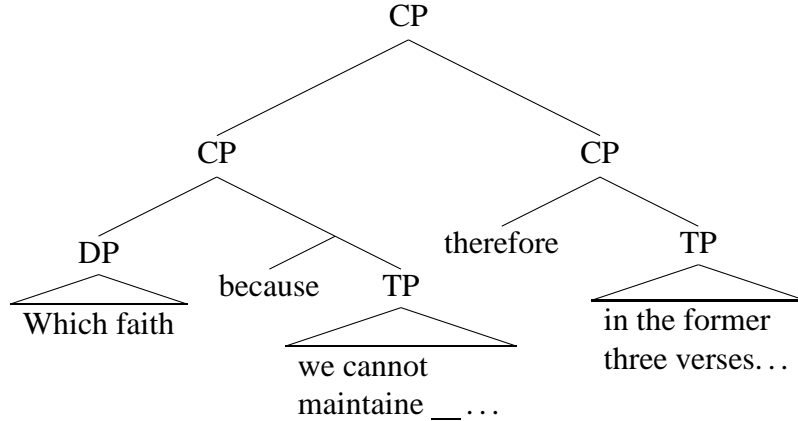 CP
CP
CP
DP
therefore
TP
because
TP
Which faith
in the former
three verses...
we cannot
maintaine __ ...